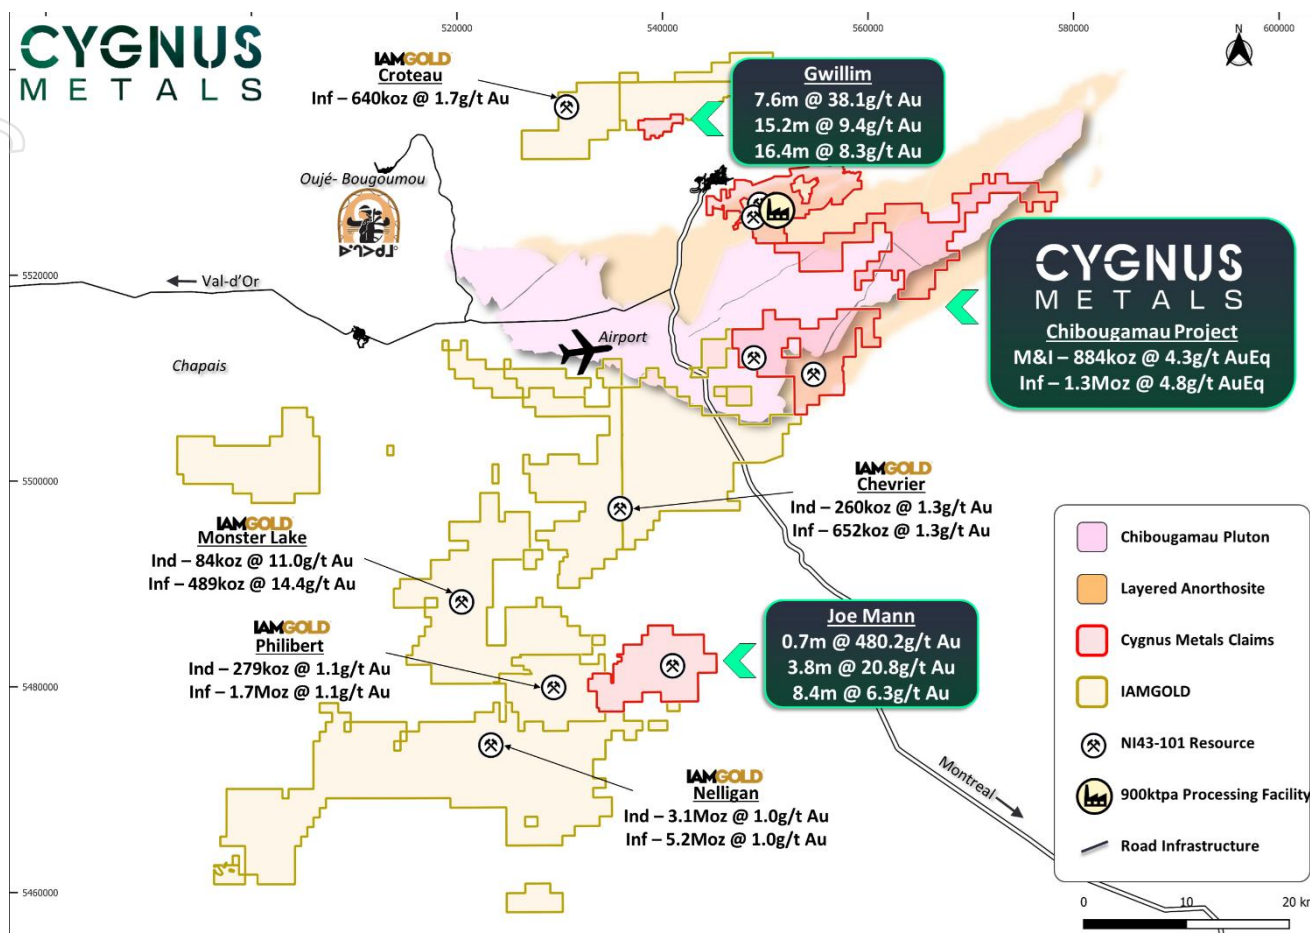 CYGNUS
METALS
520000
540000
560000
580000
600000
N
IAMGOLD
Croteau
Inf – 640koz @ 1.7g/t Au
Gwillim
7.6m @ 38.1g/t Au
15.2m @ 9.4g/t Au
16.4m @ 8.3g/t Au
Oujé- Bougoumou
5520000
Val-d'Or
Airport
Chapais
CYGNUS
METALS
Chibougamau Project
M&I – 884koz @ 4.3g/t AuEq
Inf – 1.3Moz @ 4.8g/t AuEq
5500000
IAMGOLD
Chevrier
Ind – 260koz @ 1.3g/t Au
Inf – 652koz @ 1.3g/t Au
IAMGOLD
Monster Lake
Ind – 84koz @ 11.0g/t Au
Inf – 489koz @ 14.4g/t Au
IAMGOLD
Philibert
Ind – 279koz @ 1.1g/t Au
Inf – 1.7Moz @ 1.1g/t Au
Joe Mann
0.7m @ 480.2g/t Au
3.8m @ 20.8g/t Au
8.4m @ 6.3g/t Au
5480000
IAMGOLD
Nelligan
Ind – 3.1Moz @ 1.0g/t Au
Inf – 5.2Moz @ 1.0g/t Au
Montreal
5460000
Chibougamau Pluton
Layered Anorthosite
Cygnus Metals Claims
IAMGOLD
NI43-101 Resource
900ktpa Processing Facility
Road Infrastructure
0
10
20 km